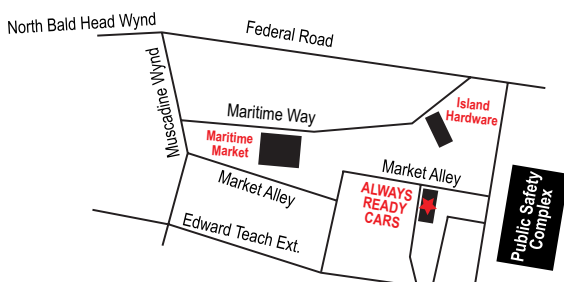 North Bald Head Wynd
Federal Road
Muscadine Wynd
Maritime Way
Island
Hardware
Maritime
Market
Market Alley
Market Alley
ALWAYS
READY
CARS
Public Safety
Complex
Edward Teach Ext.